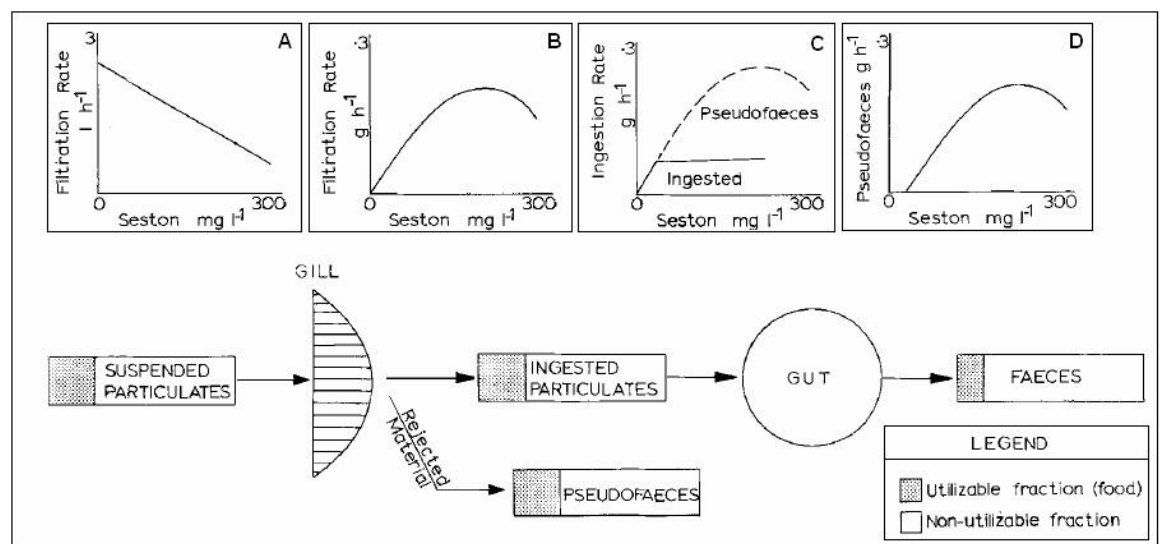 A
3
Filtration Rate
l h⁻¹
0
300
Seston mg l⁻¹
B
.3
Filtration Rate
g h⁻¹
0
300
Seston mg l⁻¹
C
.3
Ingestion Rate
g h⁻¹
Pseudofaeces
Ingested
0
300
Seston mg l⁻¹
D
.3
Pseudofaeces g h⁻¹
0
300
Seston mg l⁻¹
GILL
SUSPENDED
PARTICULATES
INGESTED
PARTICULATES
GUT
FAECES
Rejected
Material
PSEUDOFAECES
LEGEND
Utilizable fraction (food)
Non-utilizable fraction